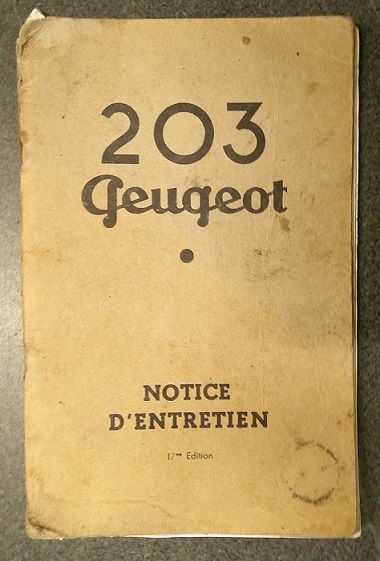 203
Peugeot
•
NOTICE
D'ENTRETIEN
17me Edition